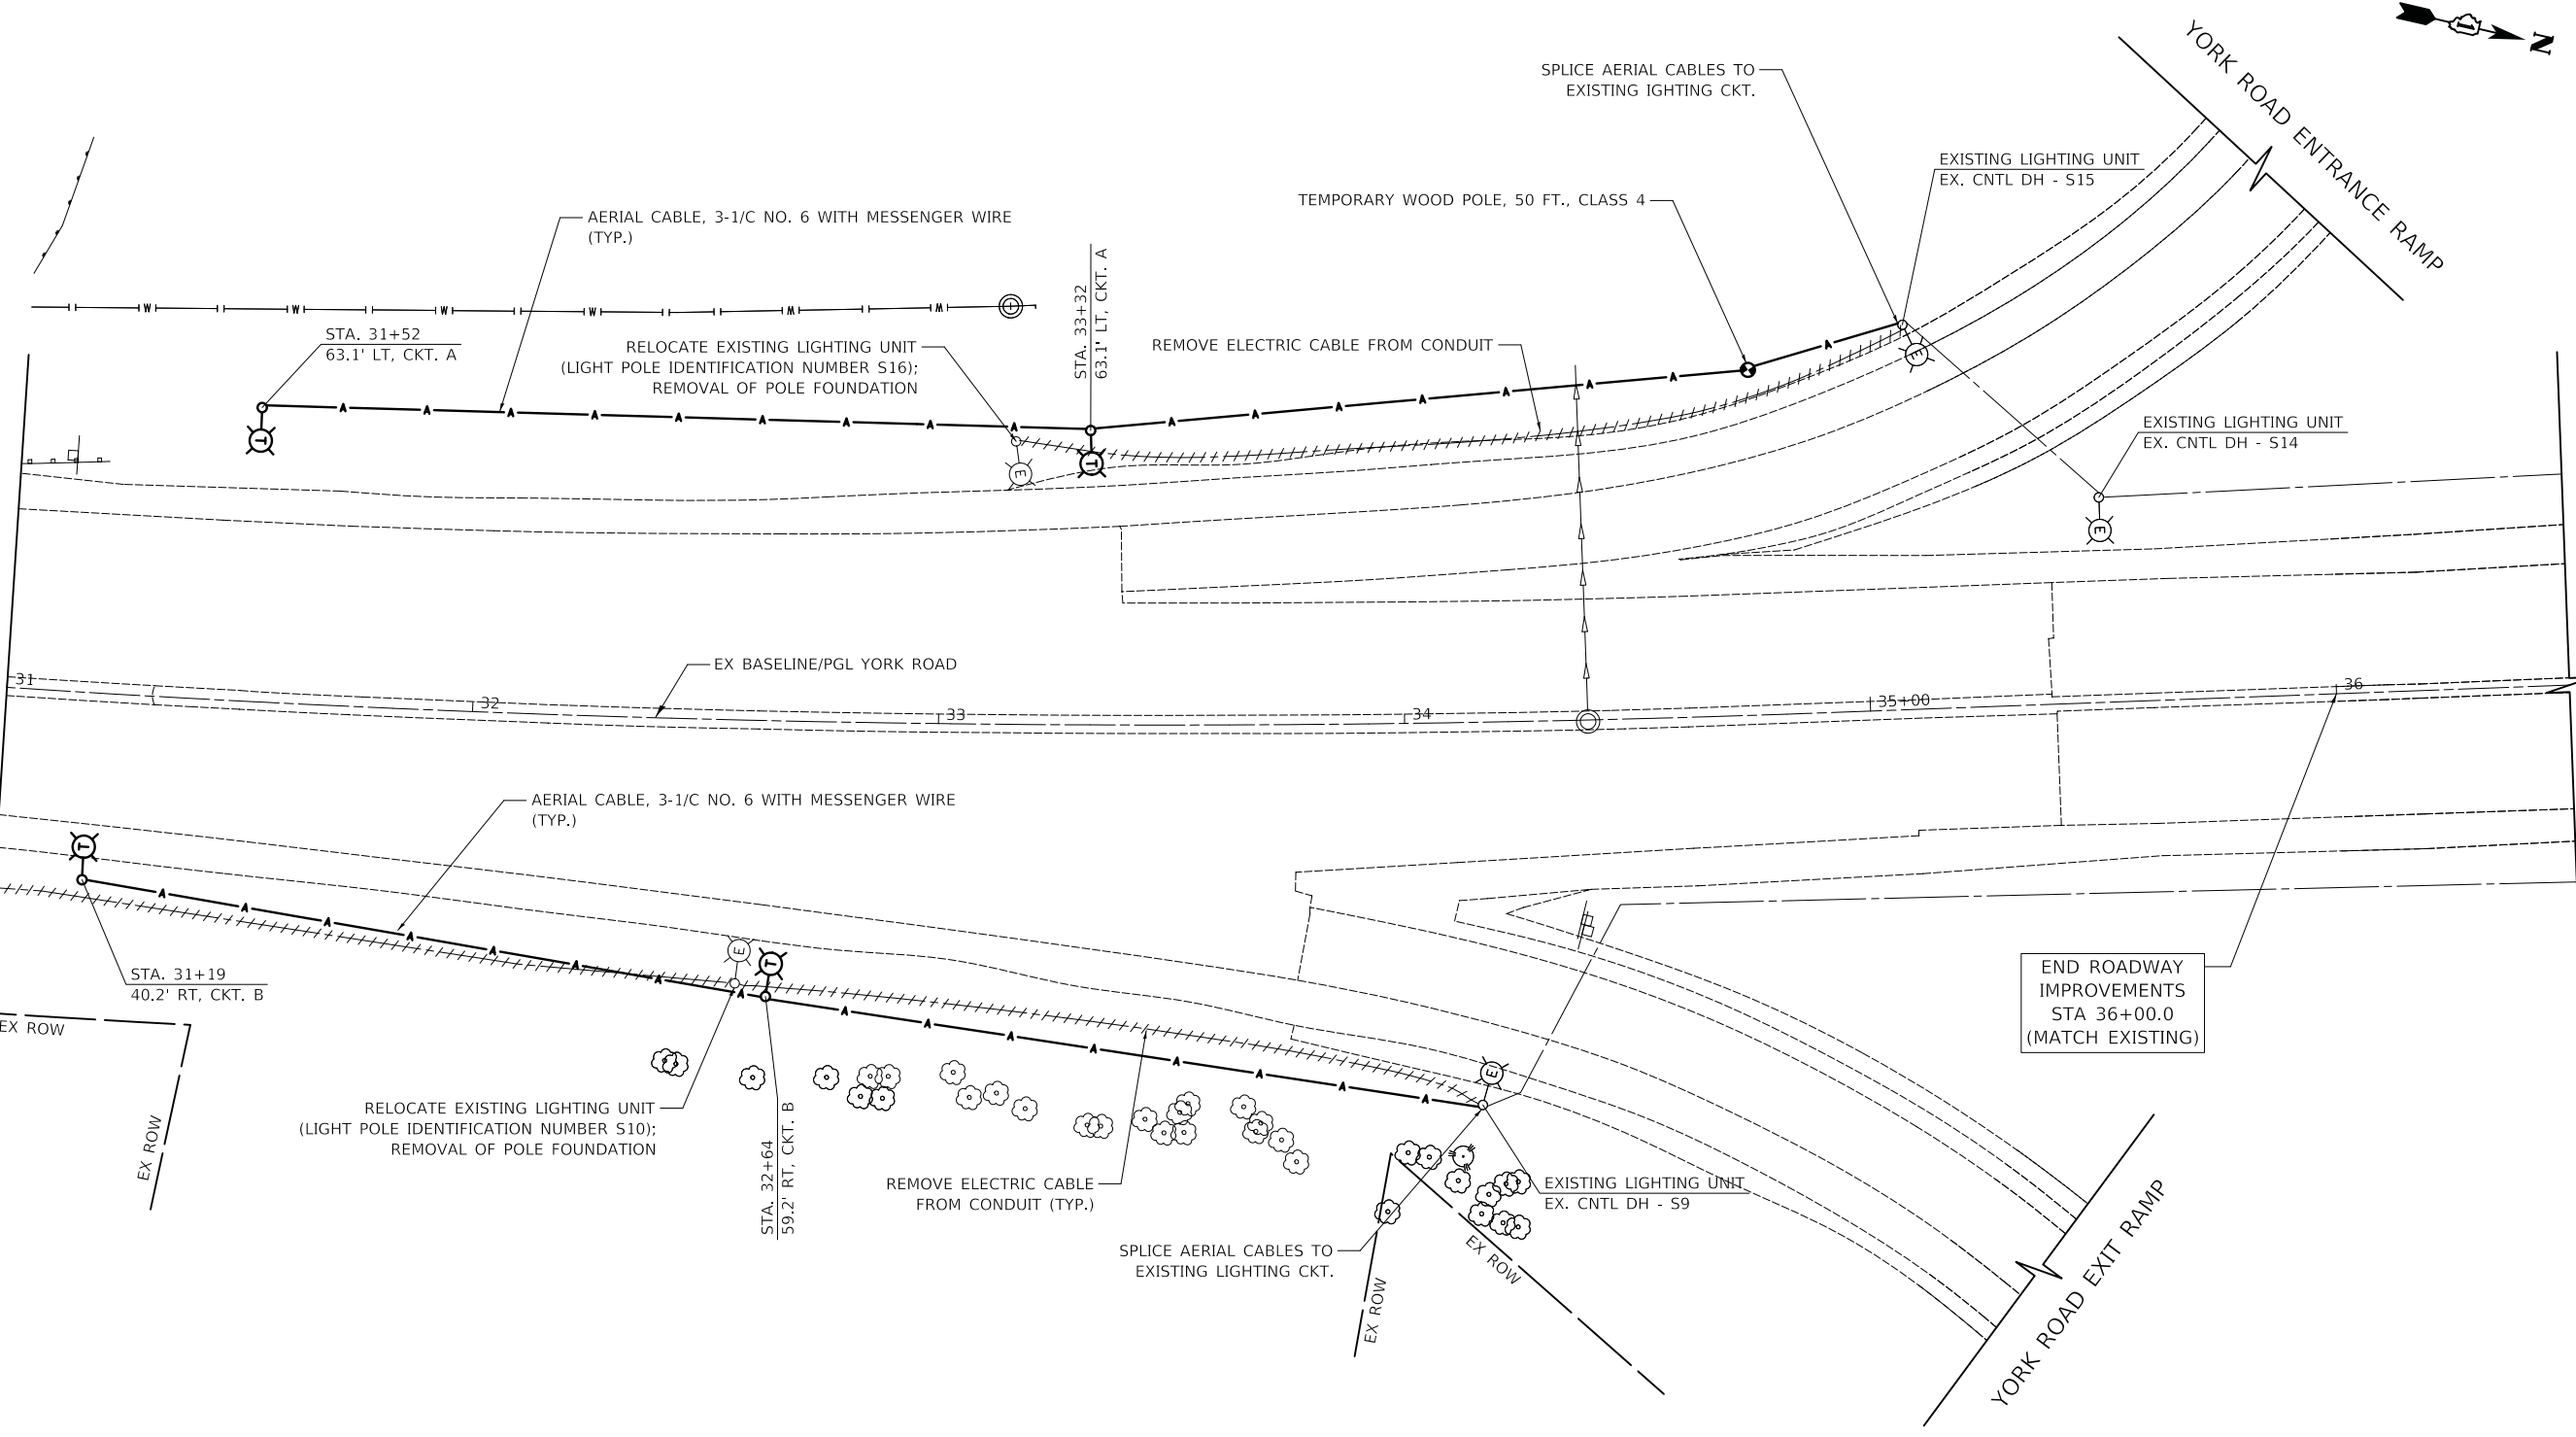 N
YORK ROAD ENTRANCE RAMP
SPLICE AERIAL CABLES TO
EXISTING IGHTING CKT.
EXISTING LIGHTING UNIT
EX. CNTL DH - S15
TEMPORARY WOOD POLE, 50 FT., CLASS 4
AERIAL CABLE, 3-1/C NO. 6 WITH MESSENGER WIRE
(TYP.)
STA. 33+32
63.1' LT, CKT. A
STA. 31+52
63.1' LT, CKT. A
RELOCATE EXISTING LIGHTING UNIT
(LIGHT POLE IDENTIFICATION NUMBER S16);
REMOVAL OF POLE FOUNDATION
REMOVE ELECTRIC CABLE FROM CONDUIT
EXISTING LIGHTING UNIT
EX. CNTL DH - S14
EX BASELINE/PGL YORK ROAD
31
32
33
34
35+00
36
AERIAL CABLE, 3-1/C NO. 6 WITH MESSENGER WIRE
(TYP.)
STA. 31+19
40.2' RT, CKT. B
EX ROW
EX ROW
END ROADWAY
IMPROVEMENTS
STA 36+00.0
(MATCH EXISTING)
RELOCATE EXISTING LIGHTING UNIT
(LIGHT POLE IDENTIFICATION NUMBER S10);
REMOVAL OF POLE FOUNDATION
STA. 32+64
59.2' RT, CKT. B
REMOVE ELECTRIC CABLE
FROM CONDUIT (TYP.)
EXISTING LIGHTING UNIT
EX. CNTL DH - S9
SPLICE AERIAL CABLES TO
EXISTING LIGHTING CKT.
EX ROW
EX ROW
YORK ROAD EXIT RAMP